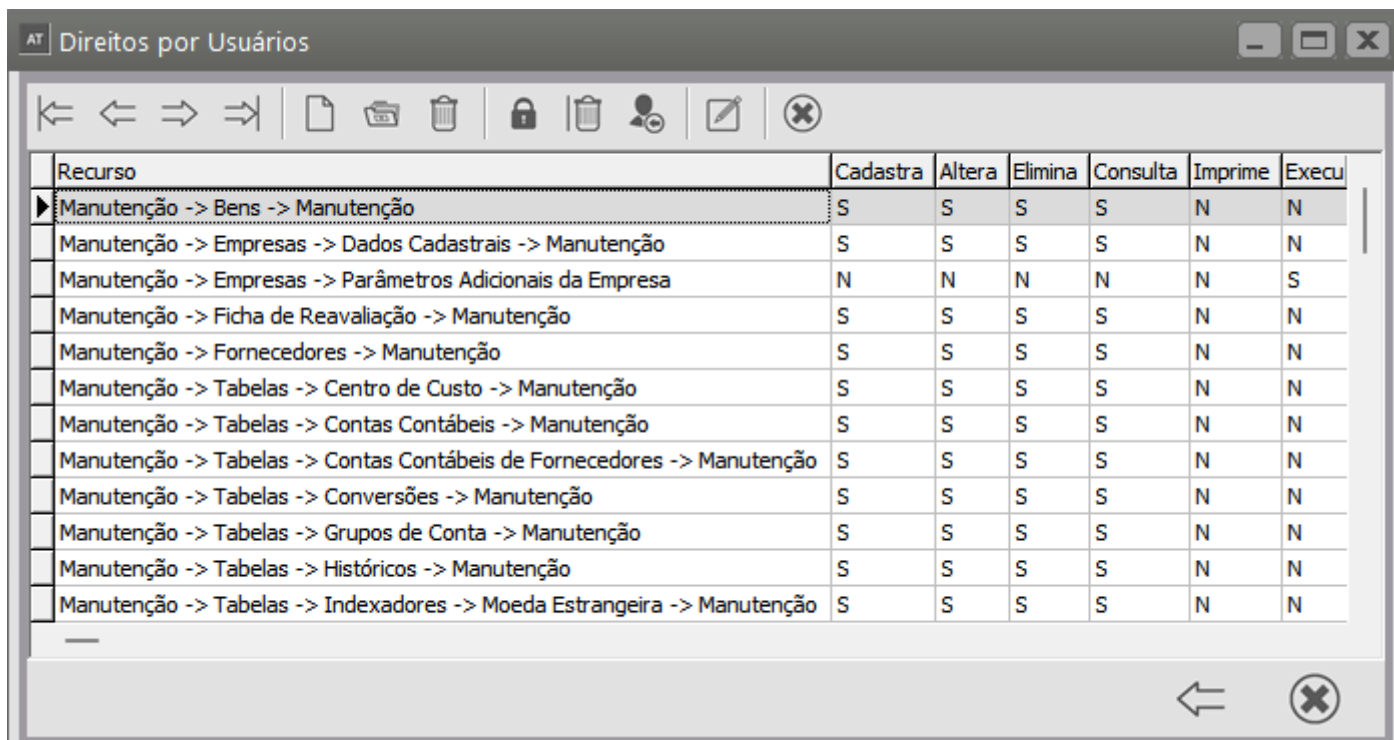 AT Direitos por Usuários
Recurso Cadastra Altera Elimina Consulta Imprime Execu
Manutenção -> Bens -> Manutenção S S S S N N
Manutenção -> Empresas -> Dados Cadastrais -> Manutenção S S S S N N
Manutenção -> Empresas -> Parâmetros Adicionais da Empresa N N N N N S
Manutenção -> Ficha de Reavaliação -> Manutenção S S S S N N
Manutenção -> Fornecedores -> Manutenção S S S S N N
Manutenção -> Tabelas -> Centro de Custo -> Manutenção S S S S N N
Manutenção -> Tabelas -> Contas Contábeis -> Manutenção S S S S N N
Manutenção -> Tabelas -> Contas Contábeis de Fornecedores -> Manutenção S S S S N N
Manutenção -> Tabelas -> Conversões -> Manutenção S S S S N N
Manutenção -> Tabelas -> Grupos de Conta -> Manutenção S S S S N N
Manutenção -> Tabelas -> Históricos -> Manutenção S S S S N N
Manutenção -> Tabelas -> Indexadores -> Moeda Estrangeira -> Manutenção S S S S N N